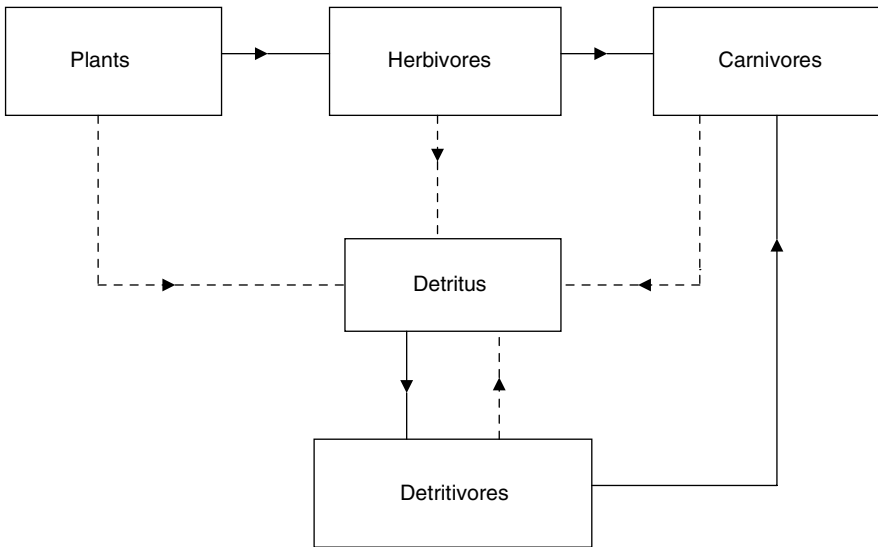 Plants
Herbivores
Carnivores
Detritus
Detritivores